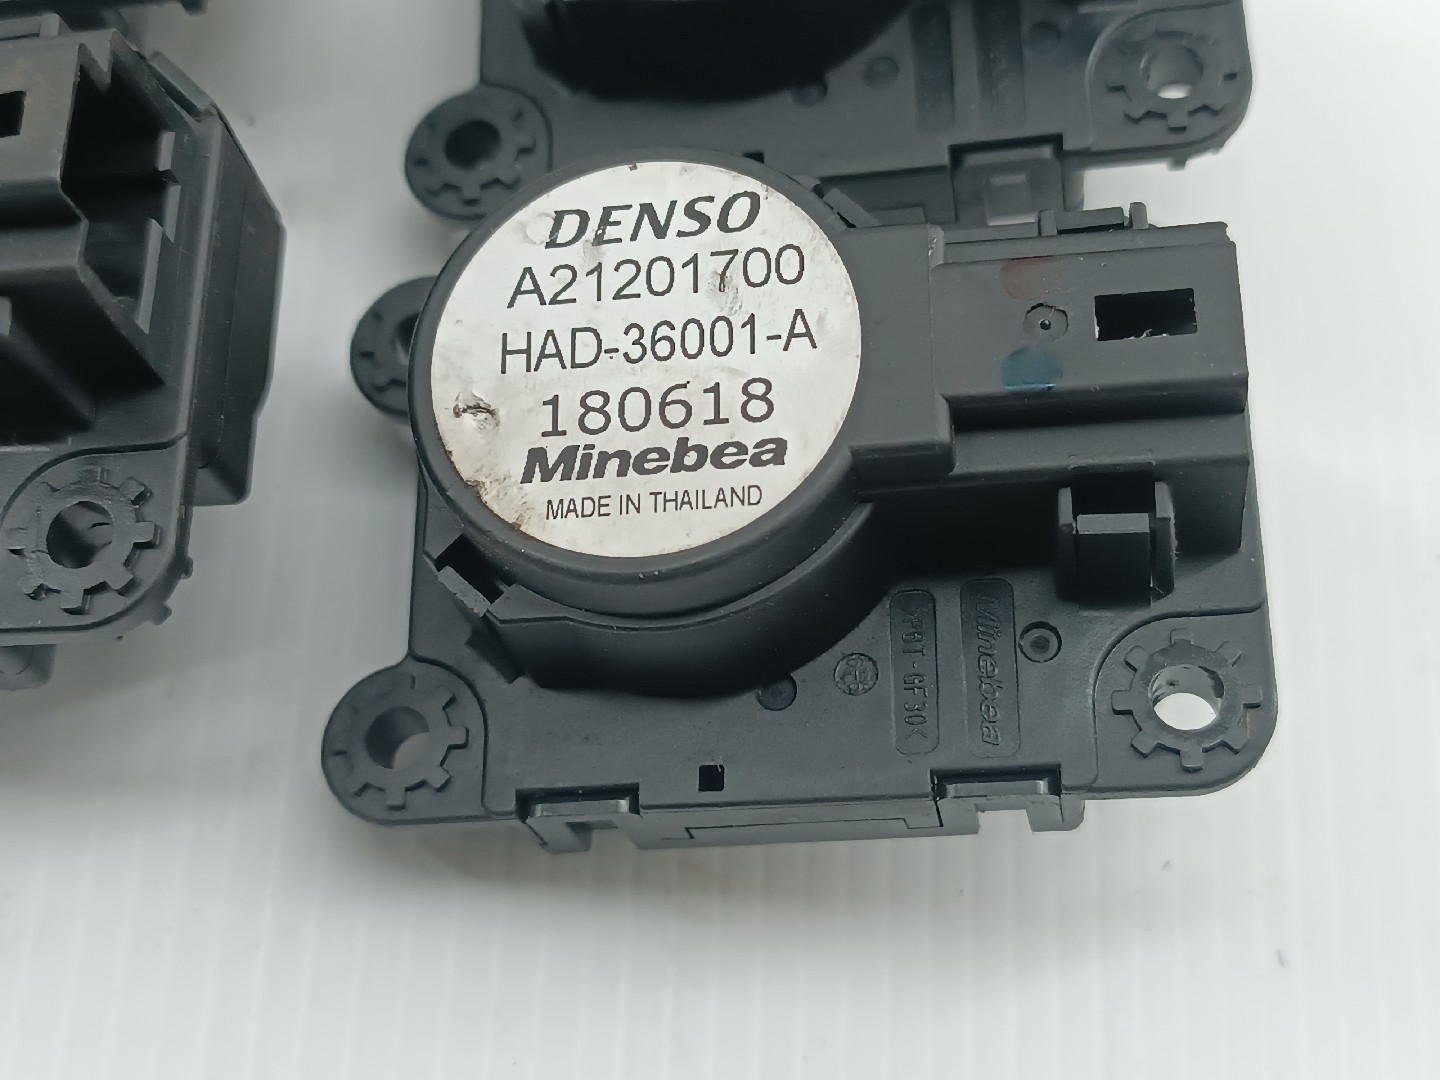 DENSO
A21201700
HAD-36001-A
180618
Minebea
MADE IN THAILAND
Minebea